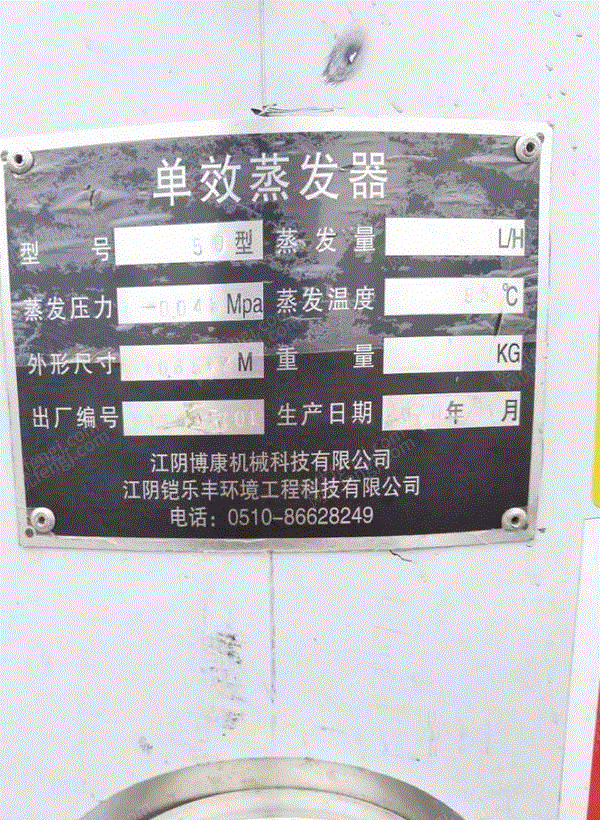 单效蒸发器
型 号 50型 蒸发量 L/H
蒸发压力 Mpa 蒸发温度 ℃
外形尺寸 M 重 量 KG
出厂编号 生产日期 年 月
江阴博康机械科技有限公司
江阴铠乐丰环境工程科技有限公司
电话：0510-86628249